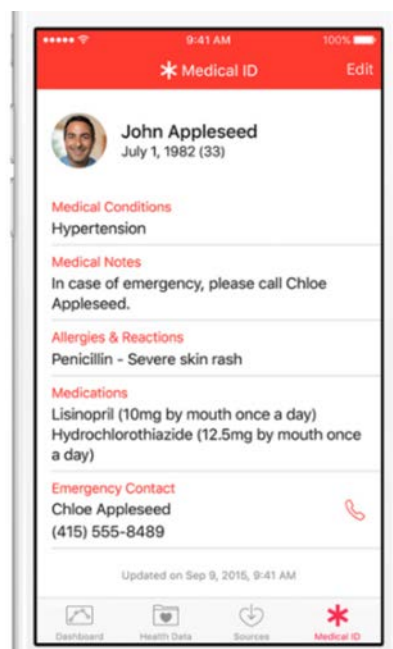 9:41 AM 100%
Medical ID Edit
John Appleseed
July 1, 1982 (33)
Medical Conditions
Hypertension
Medical Notes
In case of emergency, please call Chloe
Appleseed.
Allergies & Reactions
Penicillin - Severe skin rash
Medications
Lisinopril (10mg by mouth once a day)
Hydrochlorothiazide (12.5mg by mouth once
a day)
Emergency Contact
Chloe Appleseed
(415) 555-8489
Updated on Sep 9, 2015, 9:41 AM
Dashboard Health Data Sources Medical ID